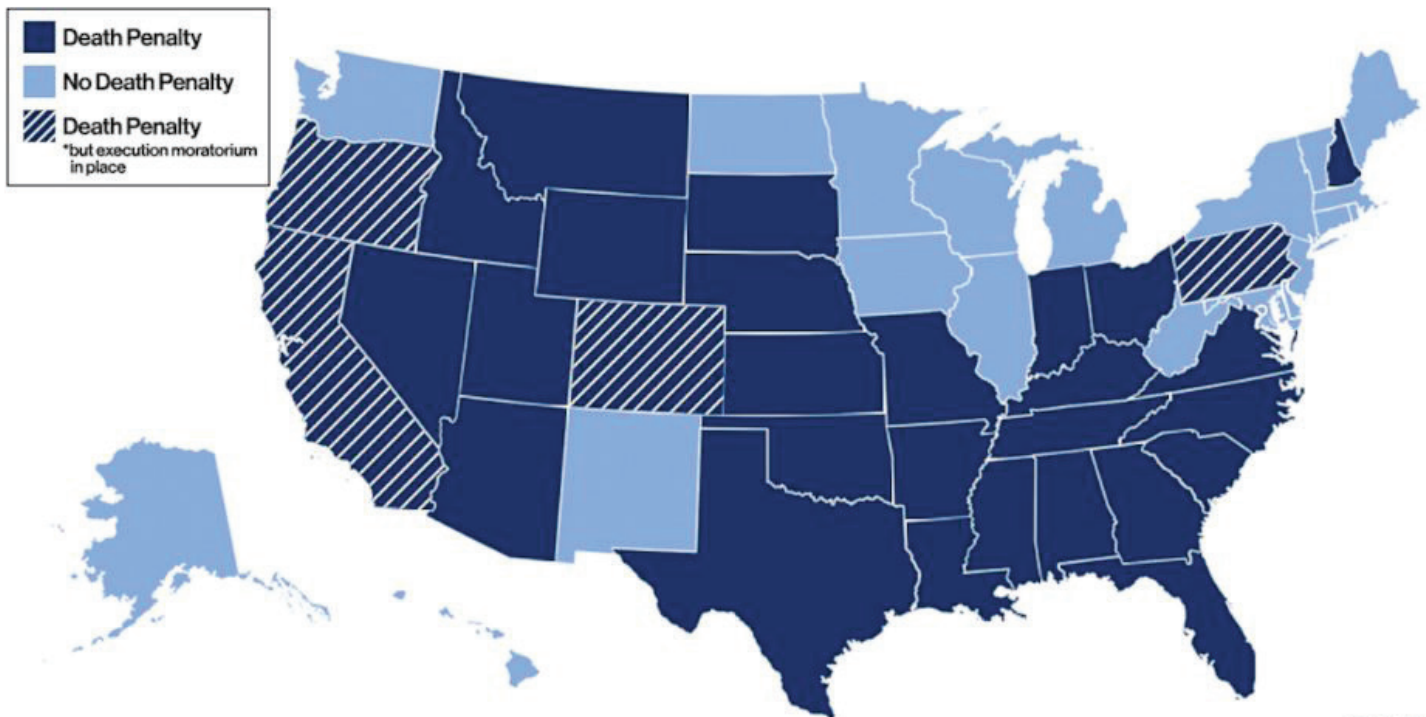 Death Penalty
No Death Penalty
Death Penalty
*but execution moratorium
in place